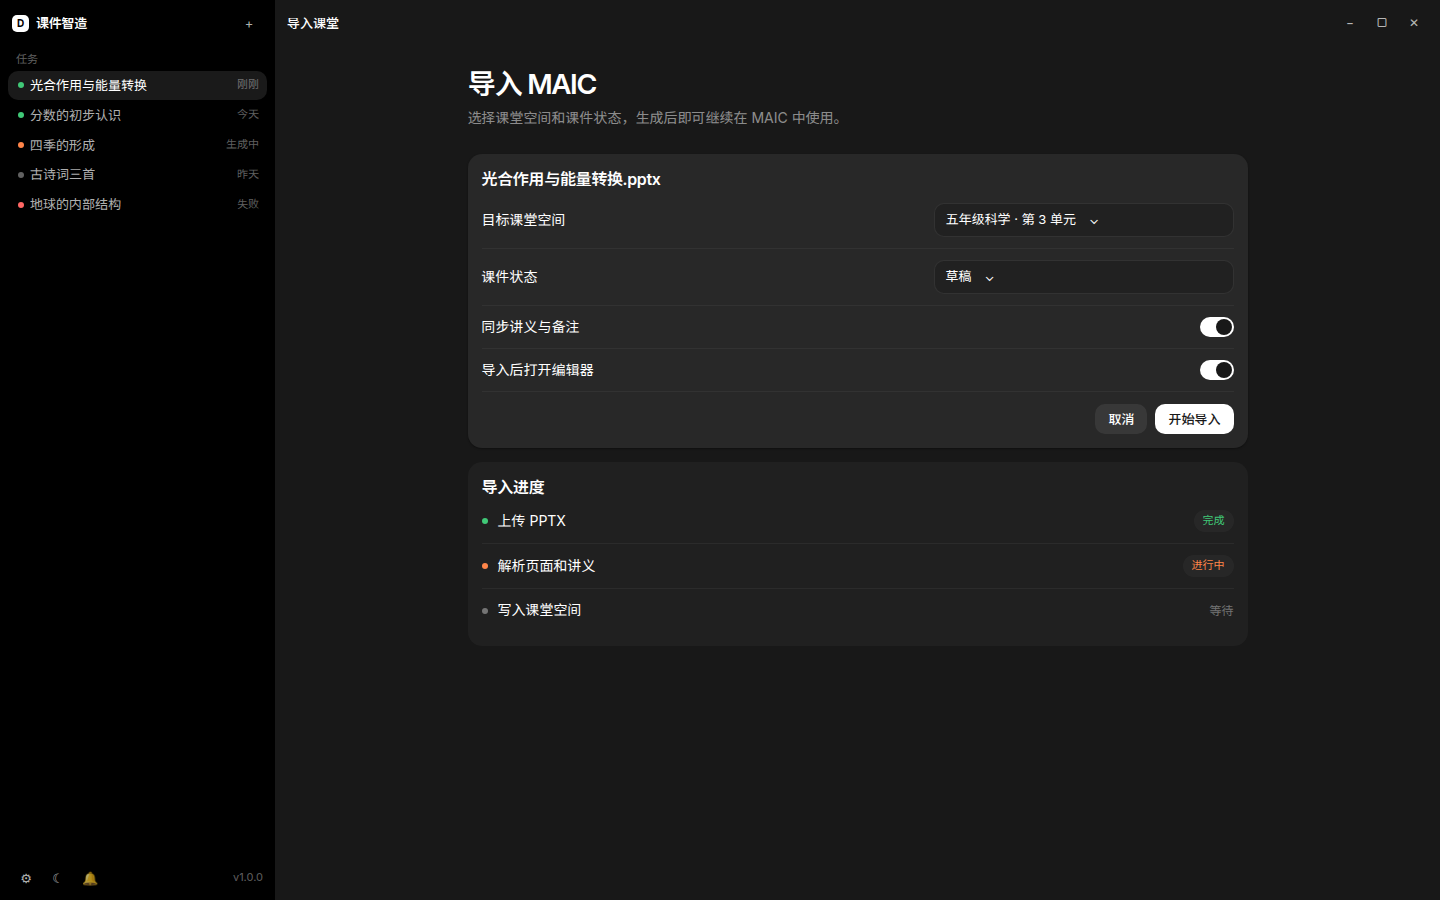 D 课件智造 +
任务
光合作用与能量转换 刚刚
分数的初步认识 今天
四季的形成 生成中
古诗词三首 昨天
地球的内部结构 失败
v1.0.0
导入课堂
导入 MAIC
选择课堂空间和课件状态，生成后即可继续在 MAIC 中使用。
光合作用与能量转换.pptx
目标课堂空间 五年级科学 · 第 3 单元
课件状态 草稿
同步讲义与备注
导入后打开编辑器
取消 开始导入
导入进度
上传 PPTX 完成
解析页面和讲义 进行中
写入课堂空间 等待